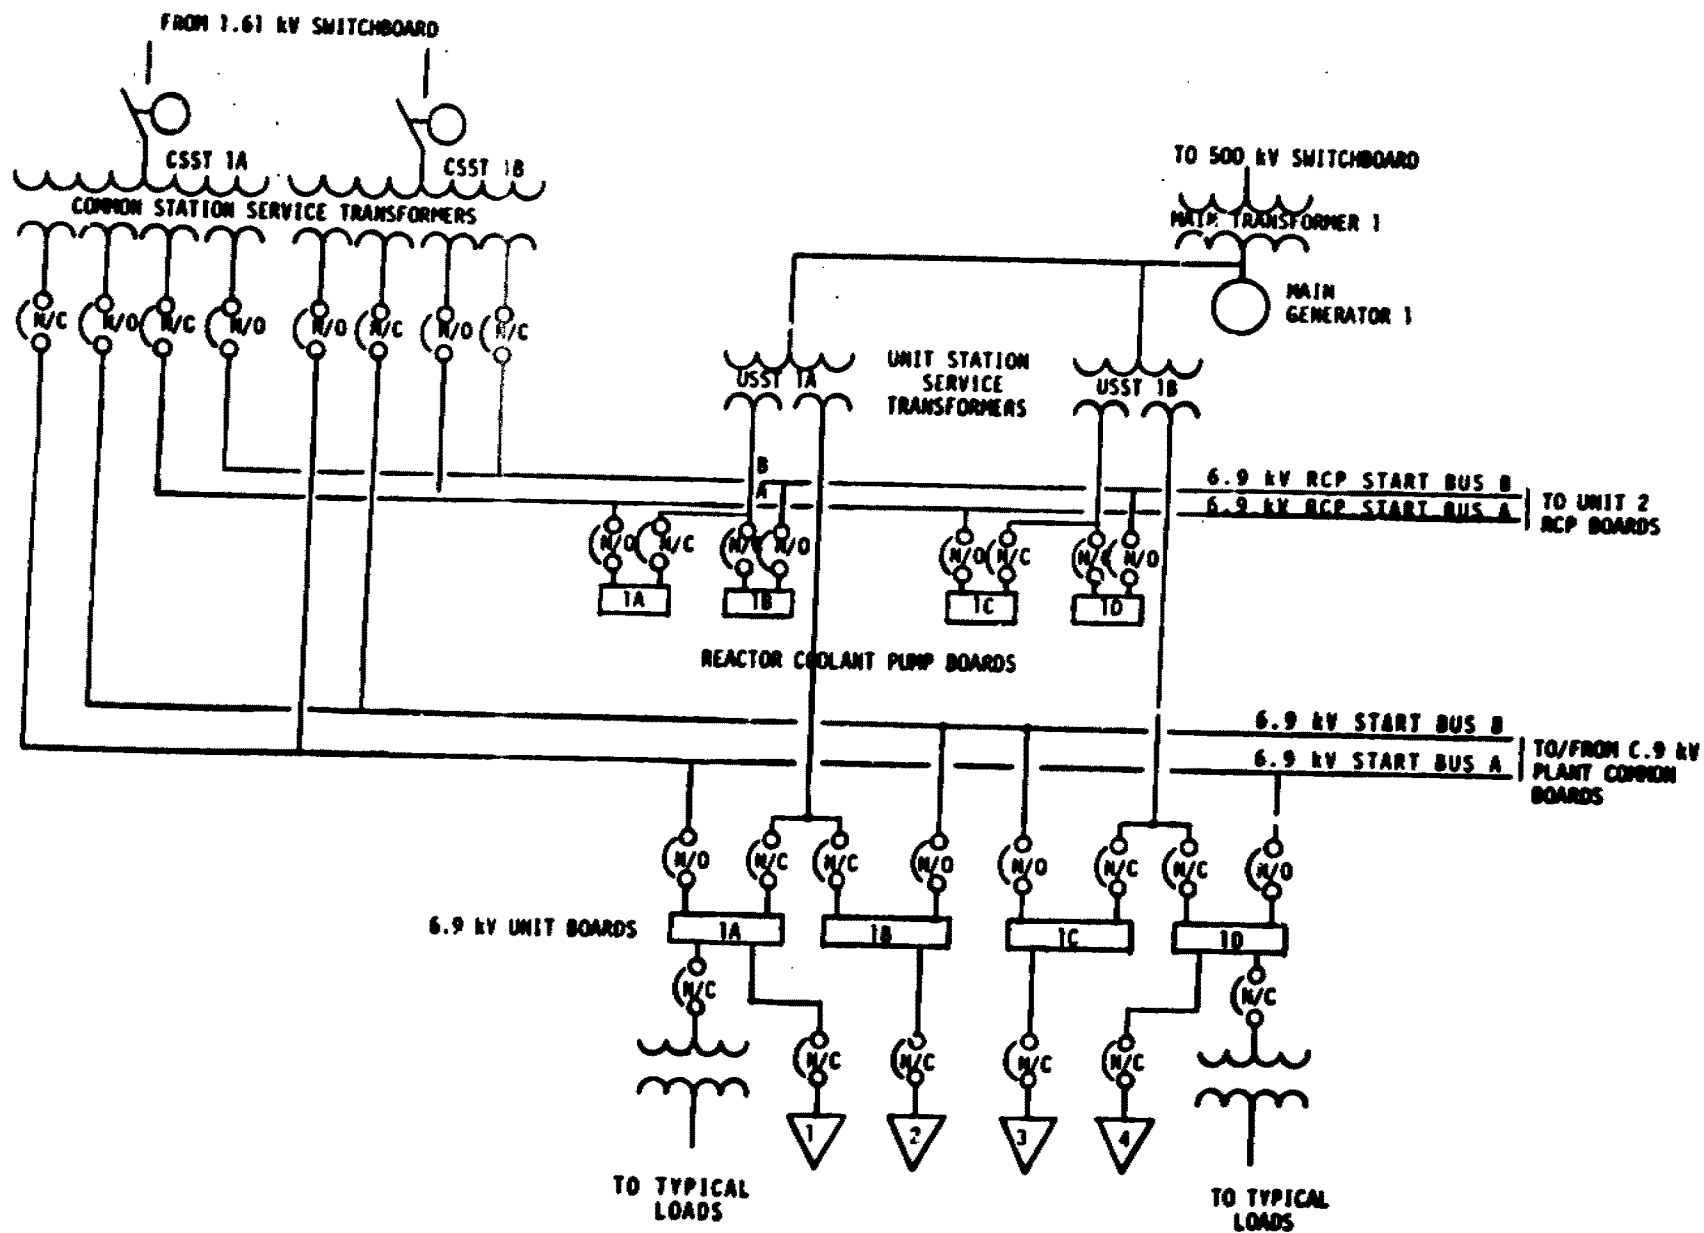 FROM 1.61 kV SWITCHBOARD
CSST 1A
CSST 1B
COMMON STATION SERVICE TRANSFORMERS
TO 500 kV SWITCHBOARD
MAIN TRANSFORMER 1
MAIN
GENERATOR 1
N/C N/O N/C N/O N/O N/C N/O N/C
USST 1A
UNIT STATION
SERVICE
TRANSFORMERS
USST 1B
B
A
6.9 kV RCP START BUS B
6.9 kV RCP START BUS A
TO UNIT 2
RCP BOARDS
N/O N/C N/C N/O N/O N/C N/C N/O
1A 1B 1C 1D
REACTOR COOLANT PUMP BOARDS
6.9 kV START BUS B
6.9 kV START BUS A
TO/FROM C.9 kV
PLANT COMMON
BOARDS
N/O N/C N/C N/O N/O N/C N/C N/O
6.9 kV UNIT BOARDS
1A 1B 1C 1D
N/C N/C
N/C N/C N/C N/C
1 2 3 4
TO TYPICAL
LOADS
TO TYPICAL
LOADS